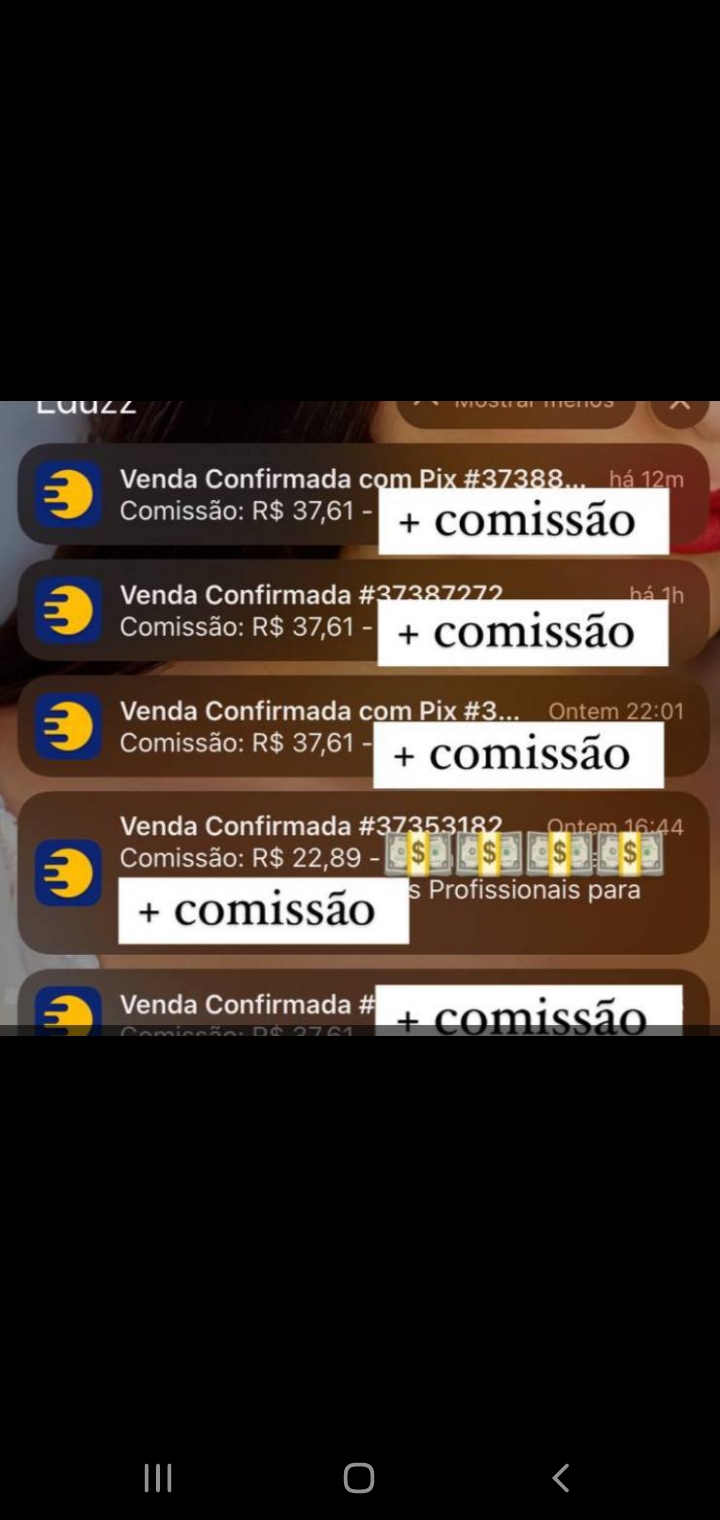 Eduzz
Mostrar menos
Venda Confirmada com Pix #37388... há 12m
Comissão: R$ 37,61 -
+ comissão
Venda Confirmada #37387272 há 1h
Comissão: R$ 37,61 -
+ comissão
Venda Confirmada com Pix #3... Ontem 22:01
Comissão: R$ 37,61 -
+ comissão
Venda Confirmada #37353182 Ontem 16:44
Comissão: R$ 22,89 -
s Profissionais para
+ comissão
Venda Confirmada #
+ comissão
Comissão: R$ 37,61